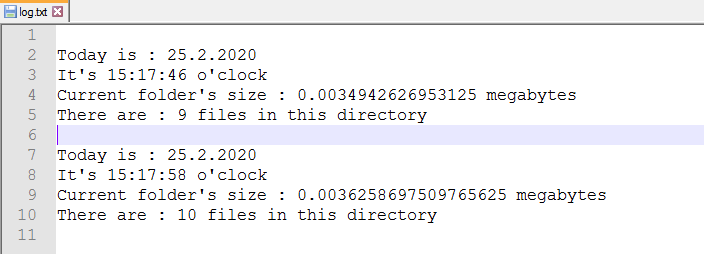 log.txt
1
2 Today is : 25.2.2020
3 It's 15:17:46 o'clock
4 Current folder's size : 0.0034942626953125 megabytes
5 There are : 9 files in this directory
6
7 Today is : 25.2.2020
8 It's 15:17:58 o'clock
9 Current folder's size : 0.0036258697509765625 megabytes
10 There are : 10 files in this directory
11